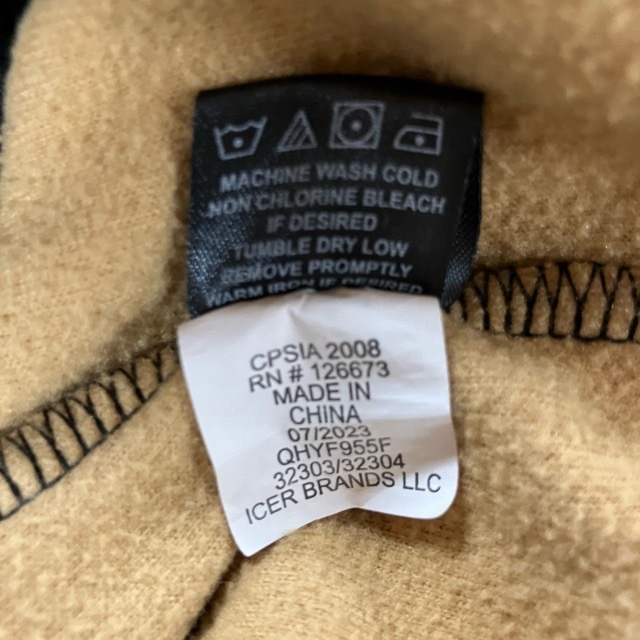 MACHINE WASH COLD
NON CHLORINE BLEACH
IF DESIRED
TUMBLE DRY LOW
REMOVE PROMPTLY
WARM
CPSIA 2008
RN # 126673
MADE IN
CHINA
07/2023
QHYF955F
32303/32304
ICER BRANDS LLC